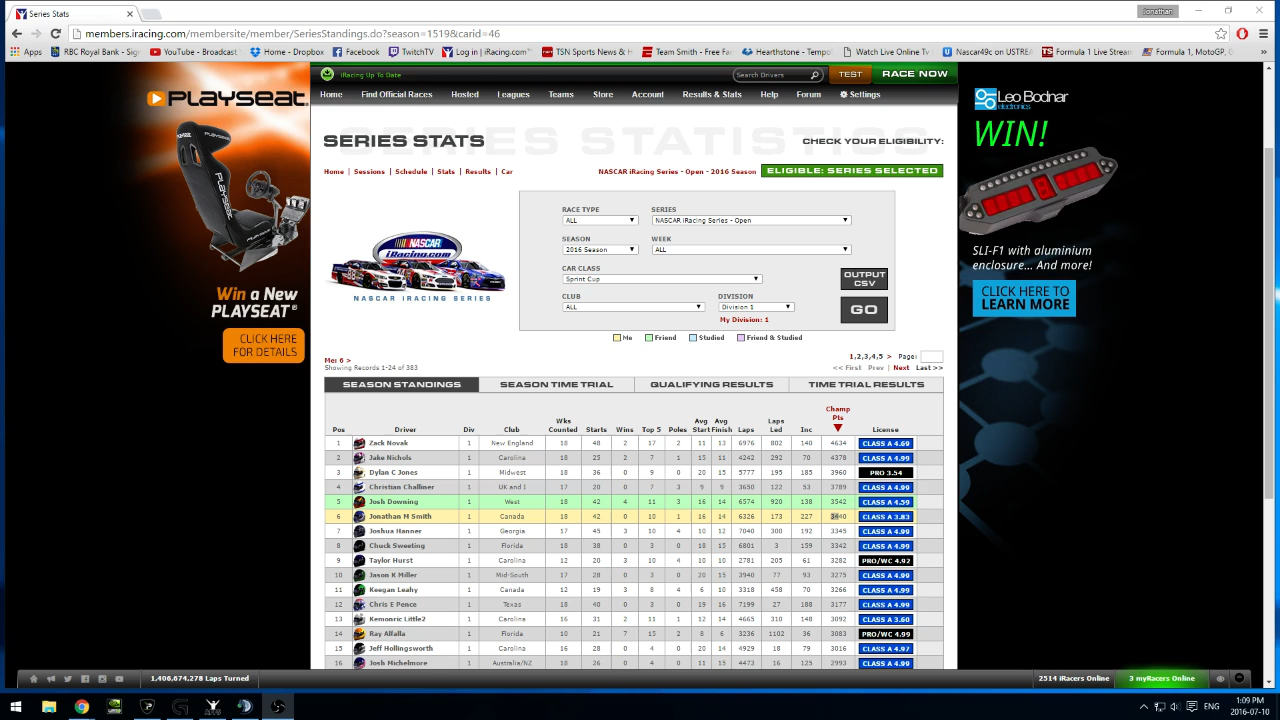 Series Stats
Jonathan
members.iracing.com/membersite/member/SeriesStandings.do?season=1519&carid=46
Apps RBC Royal Bank - Sig YouTube - Broadcast Home - Dropbox Facebook TwitchTV Log in | iRacing.com™ TSN Sports News & H Team Smith - Free Fan Hearthstone - Tempo Watch Live Online Tv Nascar49c on USTREA Formula 1 Live Stream Formula 1, MotoGP,
iRacing Up To Date
Search Drivers
TEST
RACE NOW
Home Find Official Races Hosted Leagues Teams Store Account Results & Stats Help Forum Settings
PLAYSEAT®
Win a New
PLAYSEAT®
CLICK HERE
FOR DETAILS
Leo Bodnar
electronics
WIN!
SLI-F1 with aluminium
enclosure... And more!
CLICK HERE TO
LEARN MORE
SERIES STATISTICS
SERIES STATS
CHECK YOUR ELIGIBILITY:
Home | Sessions | Schedule | Stats | Results | Car
NASCAR iRacing Series - Open - 2016 Season
ELIGIBLE: SERIES SELECTED
NASCAR
iRacing.com
NASCAR IRACING SERIES
RACE TYPE SERIES
ALL NASCAR iRacing Series - Open
SEASON WEEK
2016 Season ALL
CAR CLASS
Sprint Cup
OUTPUT
CSV
CLUB DIVISION
ALL Division 1
GO
My Division: 1
Me Friend Studied Friend & Studied
Me: 6 >
Showing Records 1-24 of 383
1,2,3,4,5 > Page:
<< First Prev | Next Last >>
SEASON STANDINGS SEASON TIME TRIAL QUALIFYING RESULTS TIME TRIAL RESULTS
Pos Driver Div Club Wks Counted Starts Wins Top 5 Poles Avg Start Avg Finish Laps Laps Led Inc Champ Pts License
1 Zack Novak 1 New England 18 48 2 17 2 11 13 6976 802 140 4634 CLASS A 4.69
2 Jake Nichols 1 Carolina 18 25 2 7 1 15 11 4242 292 70 4378 CLASS A 4.99
3 Dylan C Jones 1 Midwest 18 36 0 9 0 20 15 5777 195 185 3960 PRO 3.54
4 Christian Challiner 1 UK and I 17 20 0 7 3 9 9 3650 122 53 3789 CLASS A 4.99
5 Josh Downing 1 West 18 42 4 11 3 16 14 6574 920 138 3542 CLASS A 4.59
6 Jonathan M Smith 1 Canada 18 42 0 10 1 16 14 6326 173 227 3440 CLASS A 3.83
7 Joshua Hanner 1 Georgia 17 45 3 10 2 12 14 7040 300 192 3349 CLASS A 4.99
8 Chuck Sweeting 1 Florida 18 38 0 3 0 18 15 6801 3 159 3342 CLASS A 4.99
9 Taylor Hurst 1 Carolina 12 20 3 10 4 10 10 2781 205 61 3282 PRO/WC 4.92
10 Jason K Miller 1 Mid-South 17 28 0 3 0 20 15 3940 77 93 3275 CLASS A 4.99
11 Keegan Leahy 1 Canada 12 19 3 8 4 6 10 3318 458 70 3266 CLASS A 4.99
12 Chris E Pence 1 Texas 18 40 0 3 0 19 16 7199 27 188 3177 CLASS A 4.99
13 Kemonric Little2 1 Carolina 16 31 2 11 1 12 14 4665 310 148 3092 CLASS A 3.60
14 Ray Alfalla 1 Florida 10 21 7 15 2 8 6 3236 1102 36 3083 PRO/WC 4.99
15 Jeff Hollingsworth 1 Carolina 16 28 0 4 0 20 14 4929 18 79 3016 CLASS A 4.97
16 Josh Michelmore 1 Australia/NZ 18 26 0 4 0 11 15 4473 16 125 2993 CLASS A 4.99
1,406,674,278 Laps Turned
2514 iRacers Online
3 myRacers Online
ENG
1:09 PM
2016-07-10